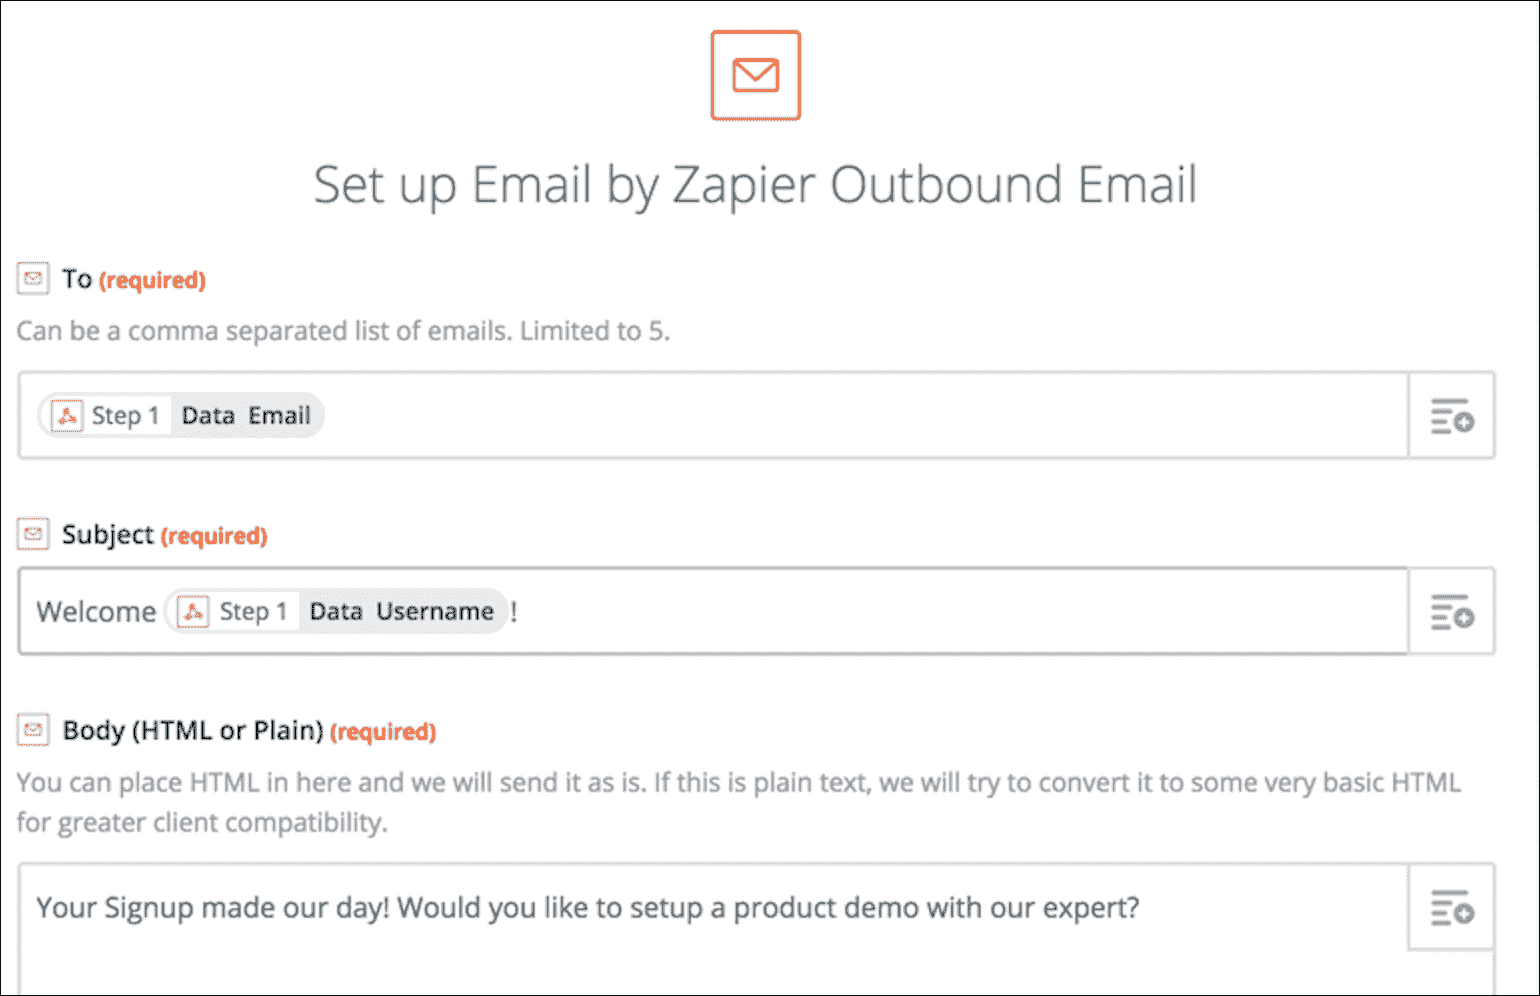 Set up Email by Zapier Outbound Email
To (required)
Can be a comma separated list of emails. Limited to 5.
Step 1 Data Email
Subject (required)
Welcome Step 1 Data Username !
Body (HTML or Plain) (required)
You can place HTML in here and we will send it as is. If this is plain text, we will try to convert it to some very basic HTML
for greater client compatibility.
Your Signup made our day! Would you like to setup a product demo with our expert?